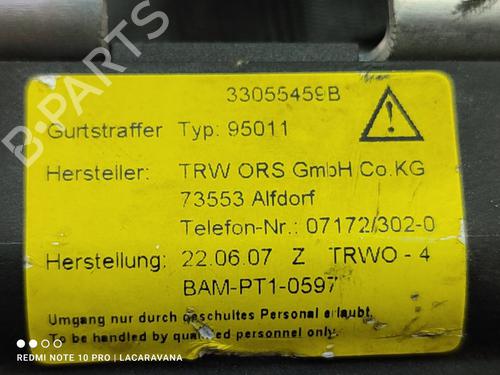 B-PARTS
33055459B
Gurtstraffer Typ: 95011
Hersteller: TRW ORS GmbH Co.KG
73553 Alfdorf
Telefon-Nr.: 07172/302-0
Herstellung: 22.06.07 Z TRWO - 4
BAM-PT1-0597
Umgang nur durch geschultes Personal erlaubt.
To be handled by qualified personnel only.
REDMI NOTE 10 PRO | LACARAVANA